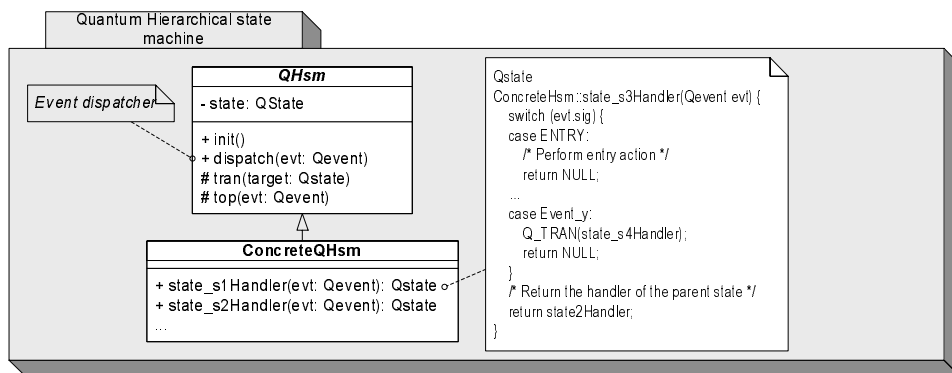 Quantum Hierarchical state
machine
QHsm
Event dispatcher
- state: QState
+ init()
+ dispatch(evt: Qevent)
# tran(target: Qstate)
# top(evt: Qevent)
ConcreteQHsm
+ state_s1Handler(evt: Qevent): Qstate
+ state_s2Handler(evt: Qevent): Qstate
...
Qstate
ConcreteHsm::state_s3Handler(Qevent evt) {
switch (evt.sig) {
case ENTRY:
/* Perform entry action */
return NULL;
...
case Event_y:
Q_TRAN(state_s4Handler);
return NULL;
}
/* Return the handler of the parent state */
return state2Handler;
}